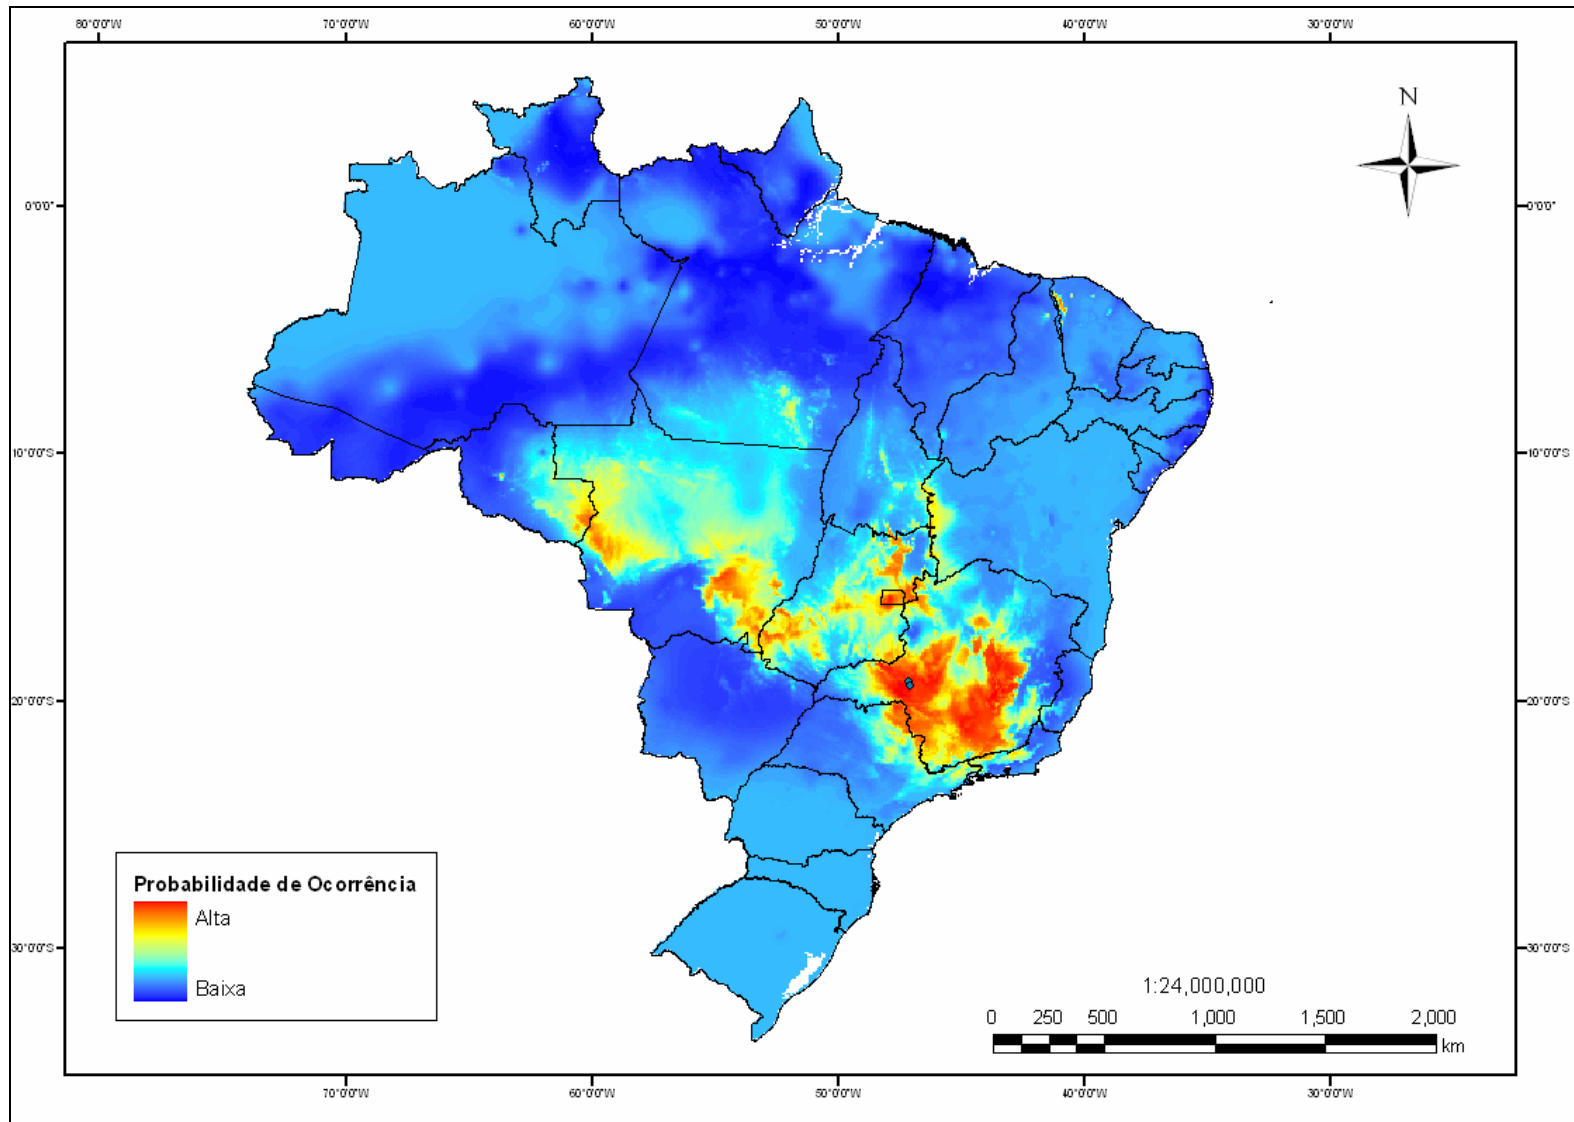 80°0'0"W 70°0'0"W 60°0'0"W 50°0'0"W 40°0'0"W 30°0'0"W
N
0°0'0" 0°0'0"
10°0'0"S 10°0'0"S
20°0'0"S 20°0'0"S
Probabilidade de Ocorrência
Alta
Baixa
30°0'0"S 30°0'0"S
1:24,000,000
0 250 500 1,000 1,500 2,000
km
70°0'0"W 60°0'0"W 50°0'0"W 40°0'0"W 30°0'0"W